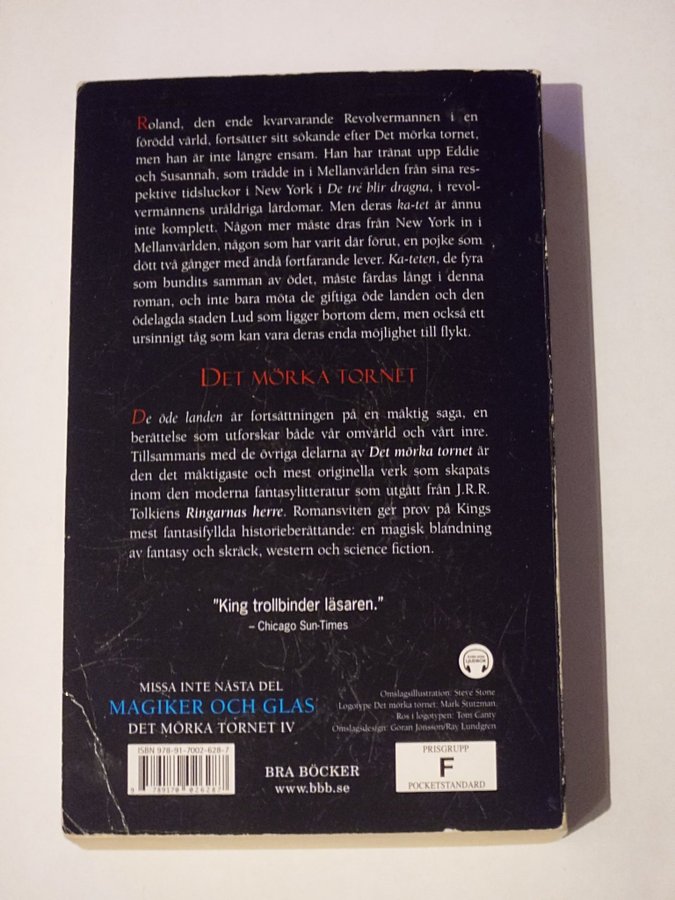 Roland, den ende kvarvarande Revolvermannen i en
förödd värld, fortsätter sitt sökande efter Det mörka tornet,
men han är inte längre ensam. Han har tränat upp Eddie
och Susannah, som trädde in i Mellanvärlden från sina res-
pektive tidsluckor i New York i De tre blir dragna, i revol-
vermännens uråldriga lärdomar. Men deras ka-tet är ännu
inte komplett. Någon mer måste dras från New York in i
Mellanvärlden, någon som har varit där förut, en pojke som
dött två gånger med ändå fortfarande lever. Ka-teten, de fyra
som bundits samman av ödet, måste färdas långt i denna
roman, och inte bara möta de giftiga öde landen och den
ödelagda staden Lud som ligger bortom dem, men också ett
ursinnigt tåg som kan vara deras enda möjlighet till flykt.
DET MÖRKA TORNET
De öde landen är fortsättningen på en mäktig saga, en
berättelse som utforskar både vår omvärld och vårt inre.
Tillsammans med de övriga delarna av Det mörka tornet är
den det mäktigaste och mest originella verk som skapats
inom den moderna fantasylitteratur som utgått från J.R.R.
Tolkiens Ringarnas herre. Romansviten ger prov på Kings
mest fantasifyllda historieberättande: en magisk blandning
av fantasy och skräck, western och science fiction.
"King trollbinder läsaren."
– Chicago Sun-Times
LJUDBOK
MISSA INTE NÄSTA DEL
MAGIKER OCH GLAS
DET MÖRKA TORNET IV
Omslagsillustration: Steve Stone
Logotype Det mörka tornet: Mark Stutzman
Ros i logotypen: Tom Canty
Omslagsdesign: Göran Jonsson/Ray Lundgren
ISBN 978-91-7002-628-7
9 789170 026287
BRA BÖCKER
www.bbb.se
PRISGRUPP
F
POCKETSTANDARD